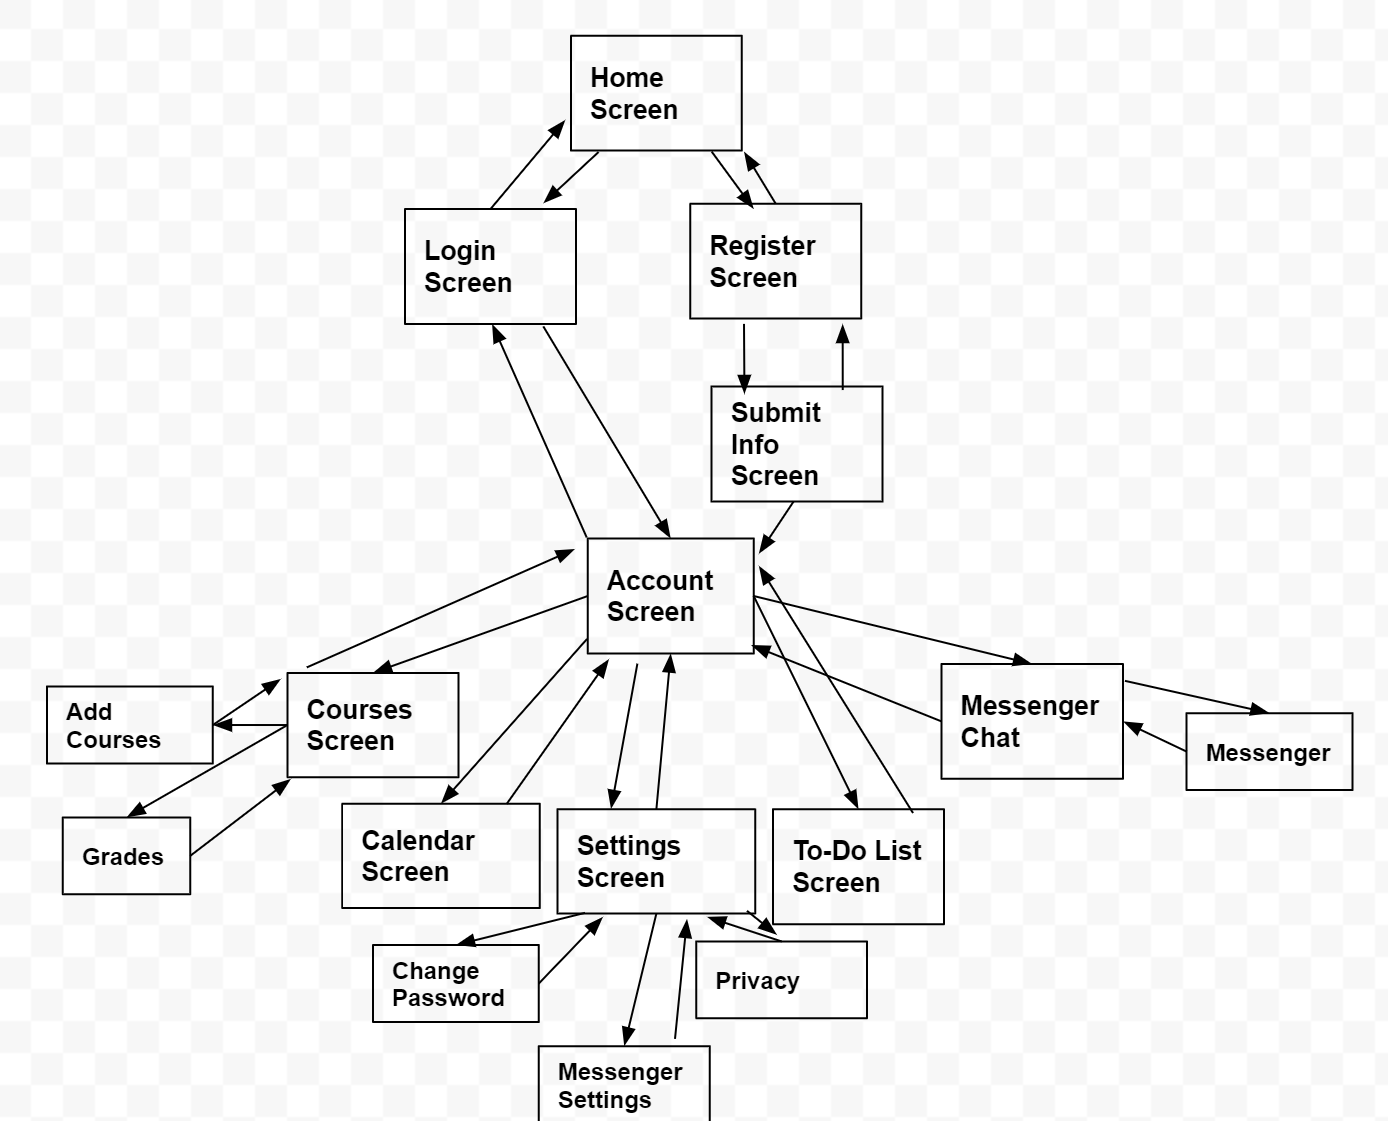 Home
Screen
Login
Screen
Register
Screen
Submit
Info
Screen
Account
Screen
Add
Courses
Courses
Screen
Messenger
Chat
Messenger
Grades
Calendar
Screen
Settings
Screen
To-Do List
Screen
Change
Password
Privacy
Messenger
Settings